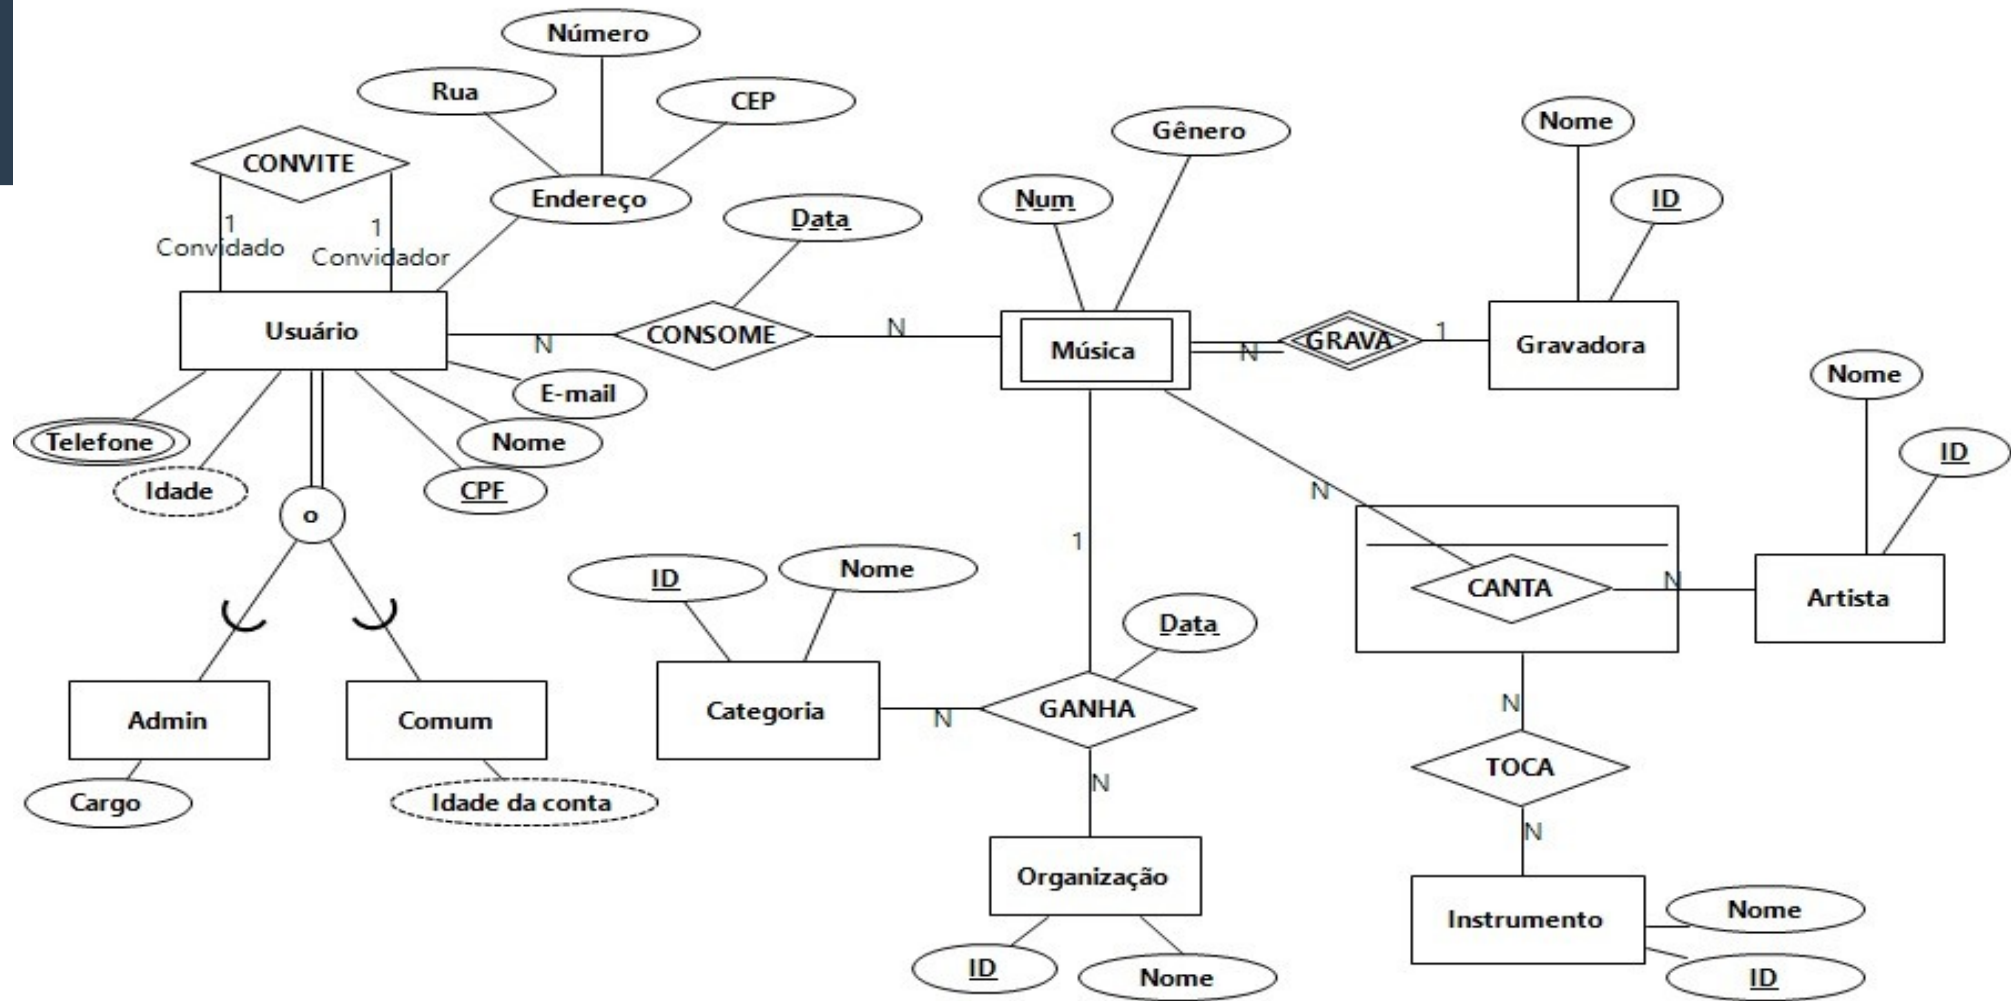 Número
Rua
CEP
Gênero
Nome
CONVITE
Endereço
Num
ID
Data
1
Convidado
1
Convidador
Usuário
N
CONSOME
N
Música
N
GRAVA
1
Gravadora
E-mail
Nome
Telefone
Nome
CPF
Idade
ID
N
o
1
ID
Nome
CANTA
N
Artista
Data
Admin
Comum
Categoria
N
GANHA
N
TOCA
Cargo
Idade da conta
N
N
Organização
Instrumento
Nome
ID
Nome
ID